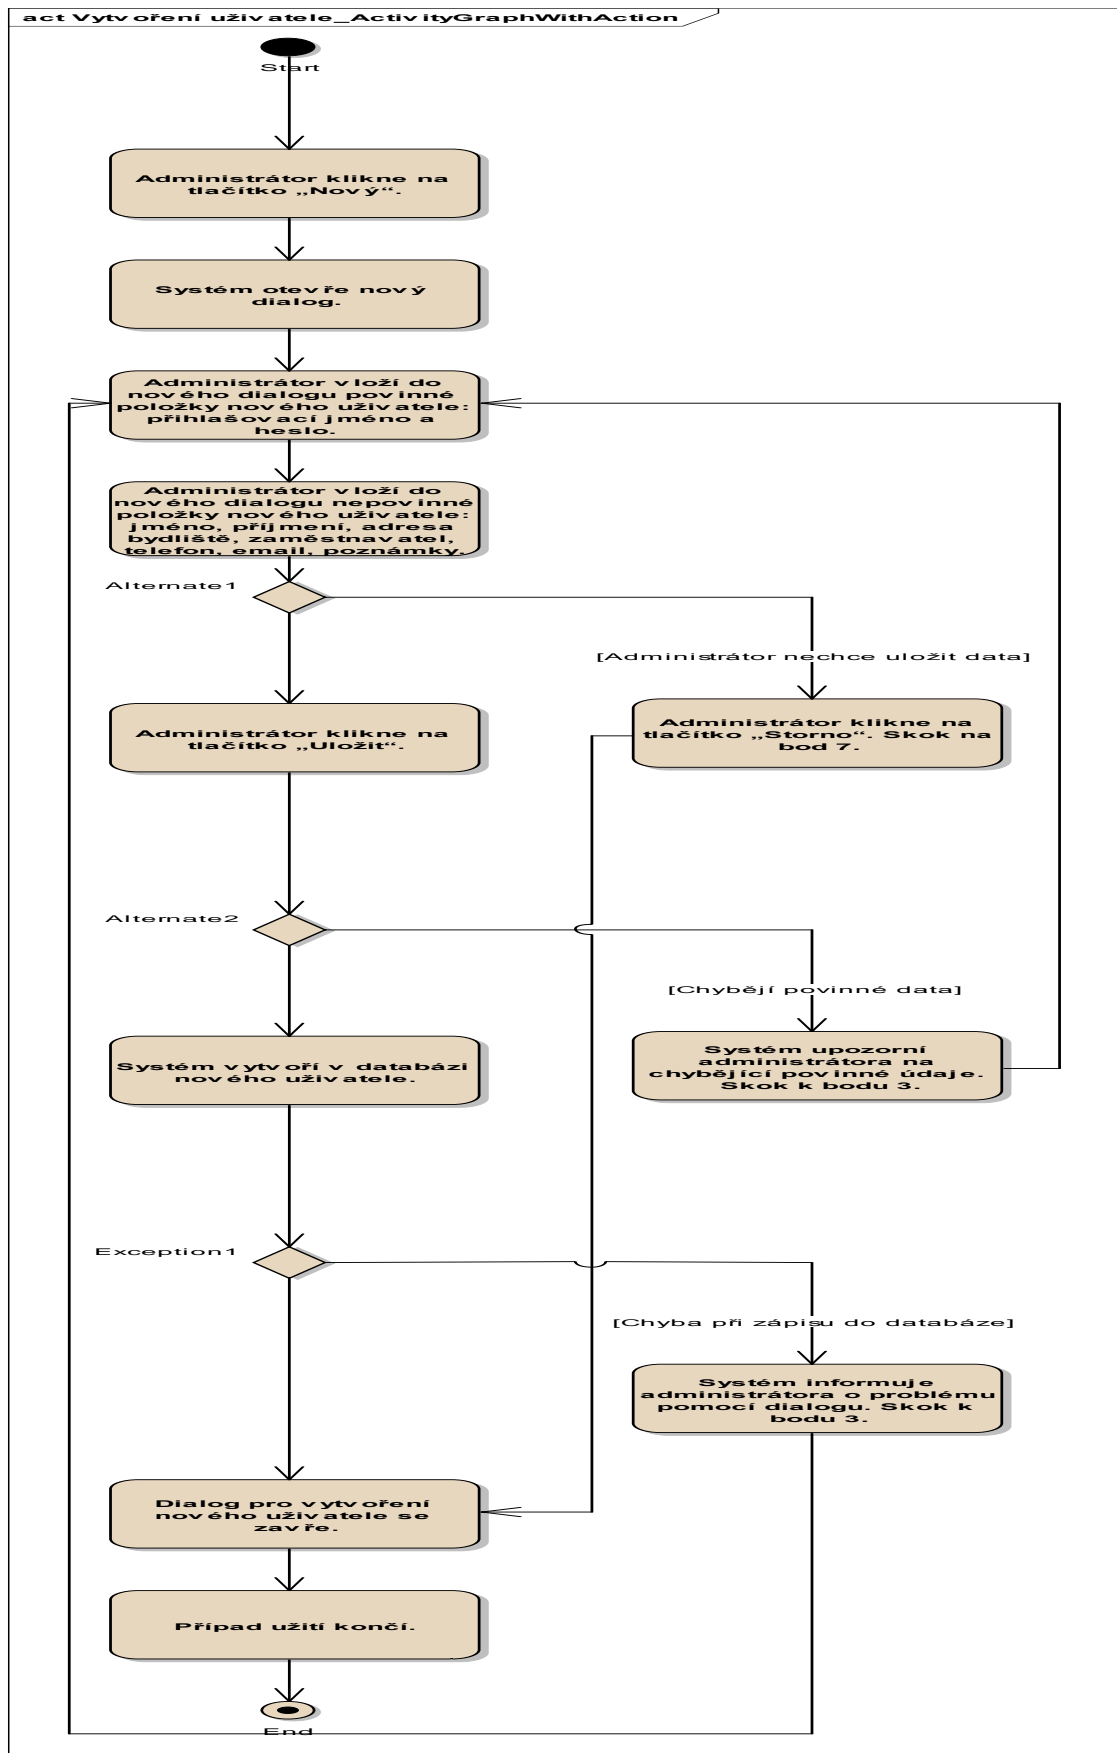 act Vytvoření uživatele_ActivityGraphWithAction
Start
Administrátor klikne na
tlačítko „Nový“.
Systém otevře nový
dialog.
Administrátor vloží do
nového dialogu povinné
položky nového uživatele:
přihlašovací jméno a
heslo.
Administrátor vloží do
nového dialogu nepovinné
položky nového uživatele:
jméno, příjmení, adresa
bydliště, zaměstnavatel,
telefon, email, poznámky.
Alternate1
[Administrátor nechce uložit data]
Administrátor klikne na
tlačítko „Uložit“.
Administrátor klikne na
tlačítko „Storno“. Skok na
bod 7.
Alternate2
[Chybějí povinné data]
Systém vytvoří v databázi
nového uživatele.
Systém upozorní
administrátora na
chybějící povinné údaje.
Skok k bodu 3.
Exception1
[Chyba při zápisu do databáze]
Systém informuje
administrátora o problému
pomocí dialogu. Skok k
bodu 3.
Dialog pro vytvoření
nového uživatele se
zavře.
Případ užití končí.
End